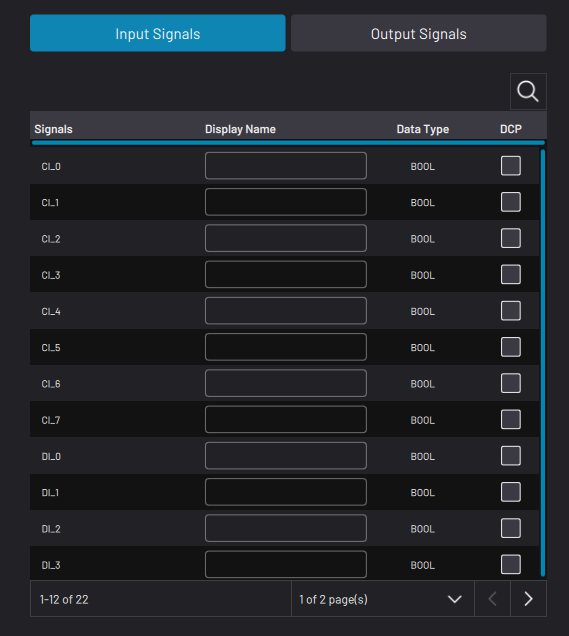 Input Signals Output Signals
Signals Display Name Data Type DCP
CI_0 BOOL
CI_1 BOOL
CI_2 BOOL
CI_3 BOOL
CI_4 BOOL
CI_5 BOOL
CI_6 BOOL
CI_7 BOOL
DI_0 BOOL
DI_1 BOOL
DI_2 BOOL
DI_3 BOOL
1-12 of 22 1 of 2 page(s)